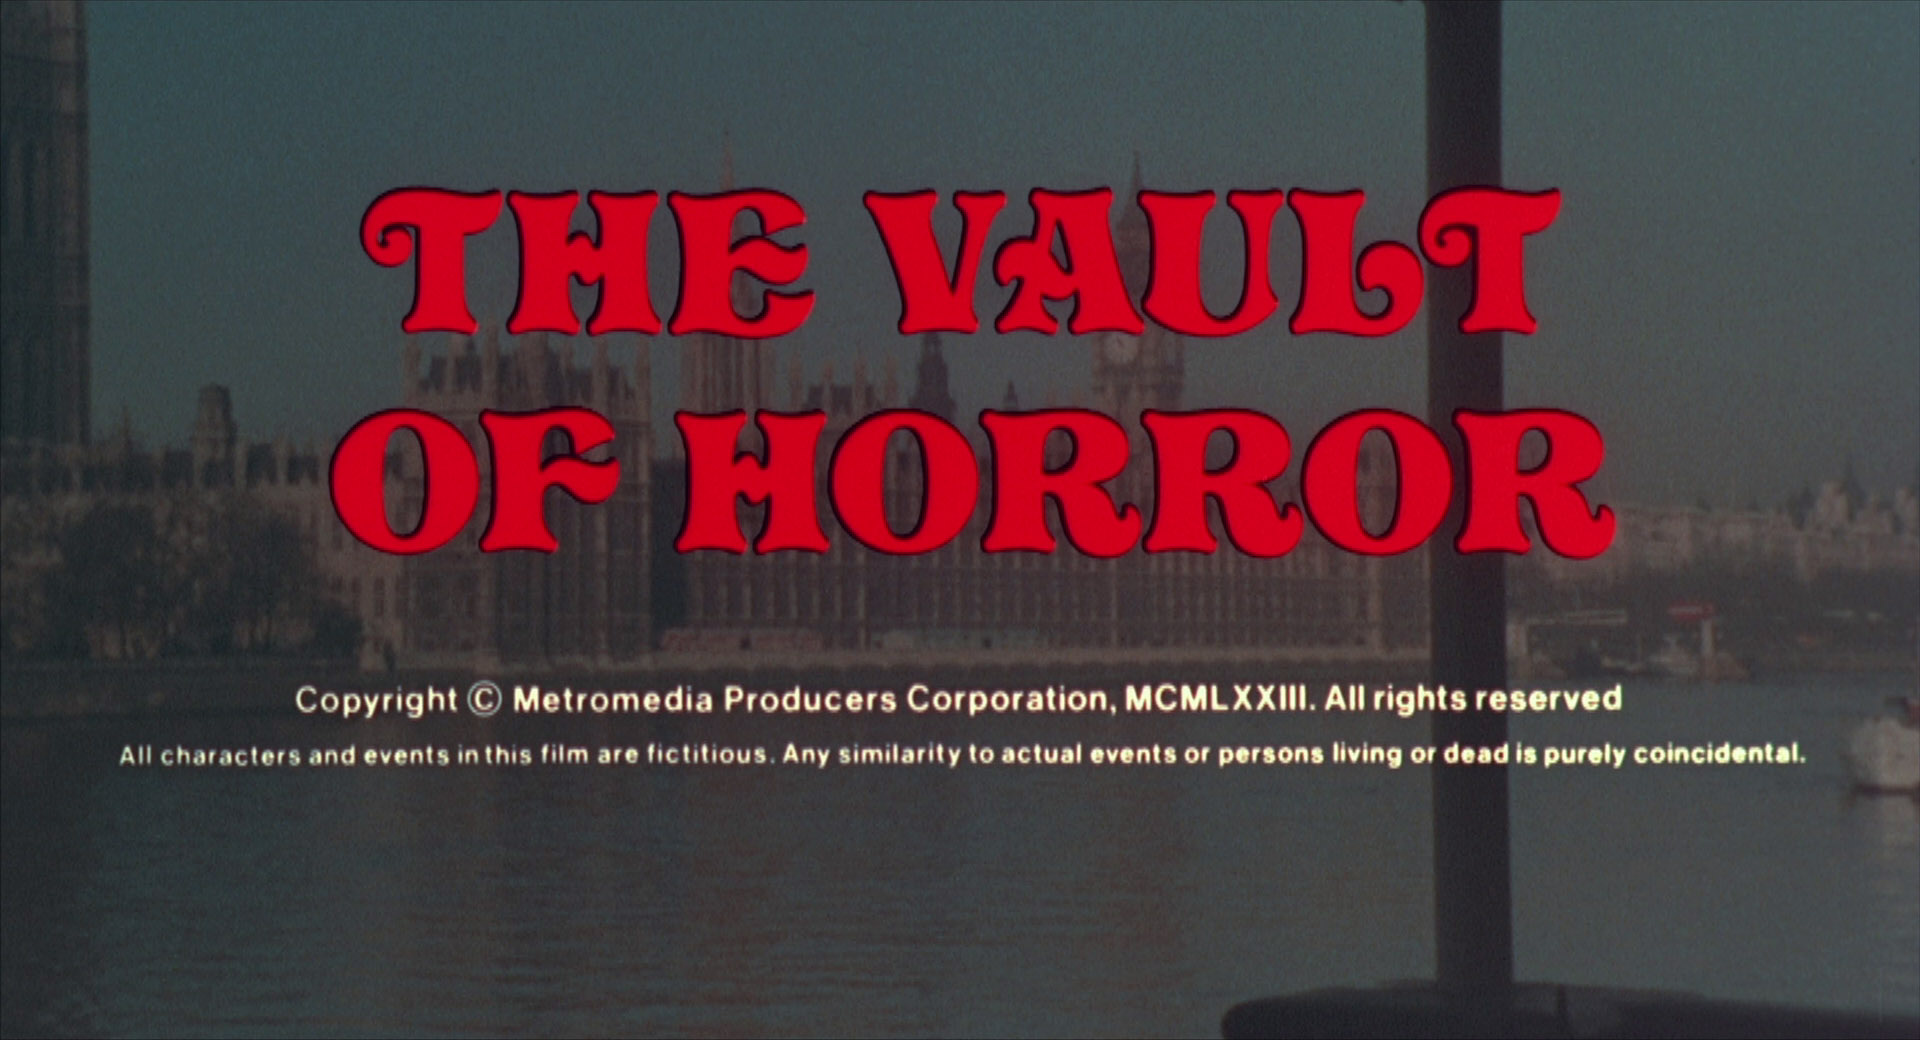 THE VAULT
OF HORROR
Copyright © Metromedia Producers Corporation, MCMLXXIII. All rights reserved
All characters and events in this film are fictitious. Any similarity to actual events or persons living or dead is purely coincidental.